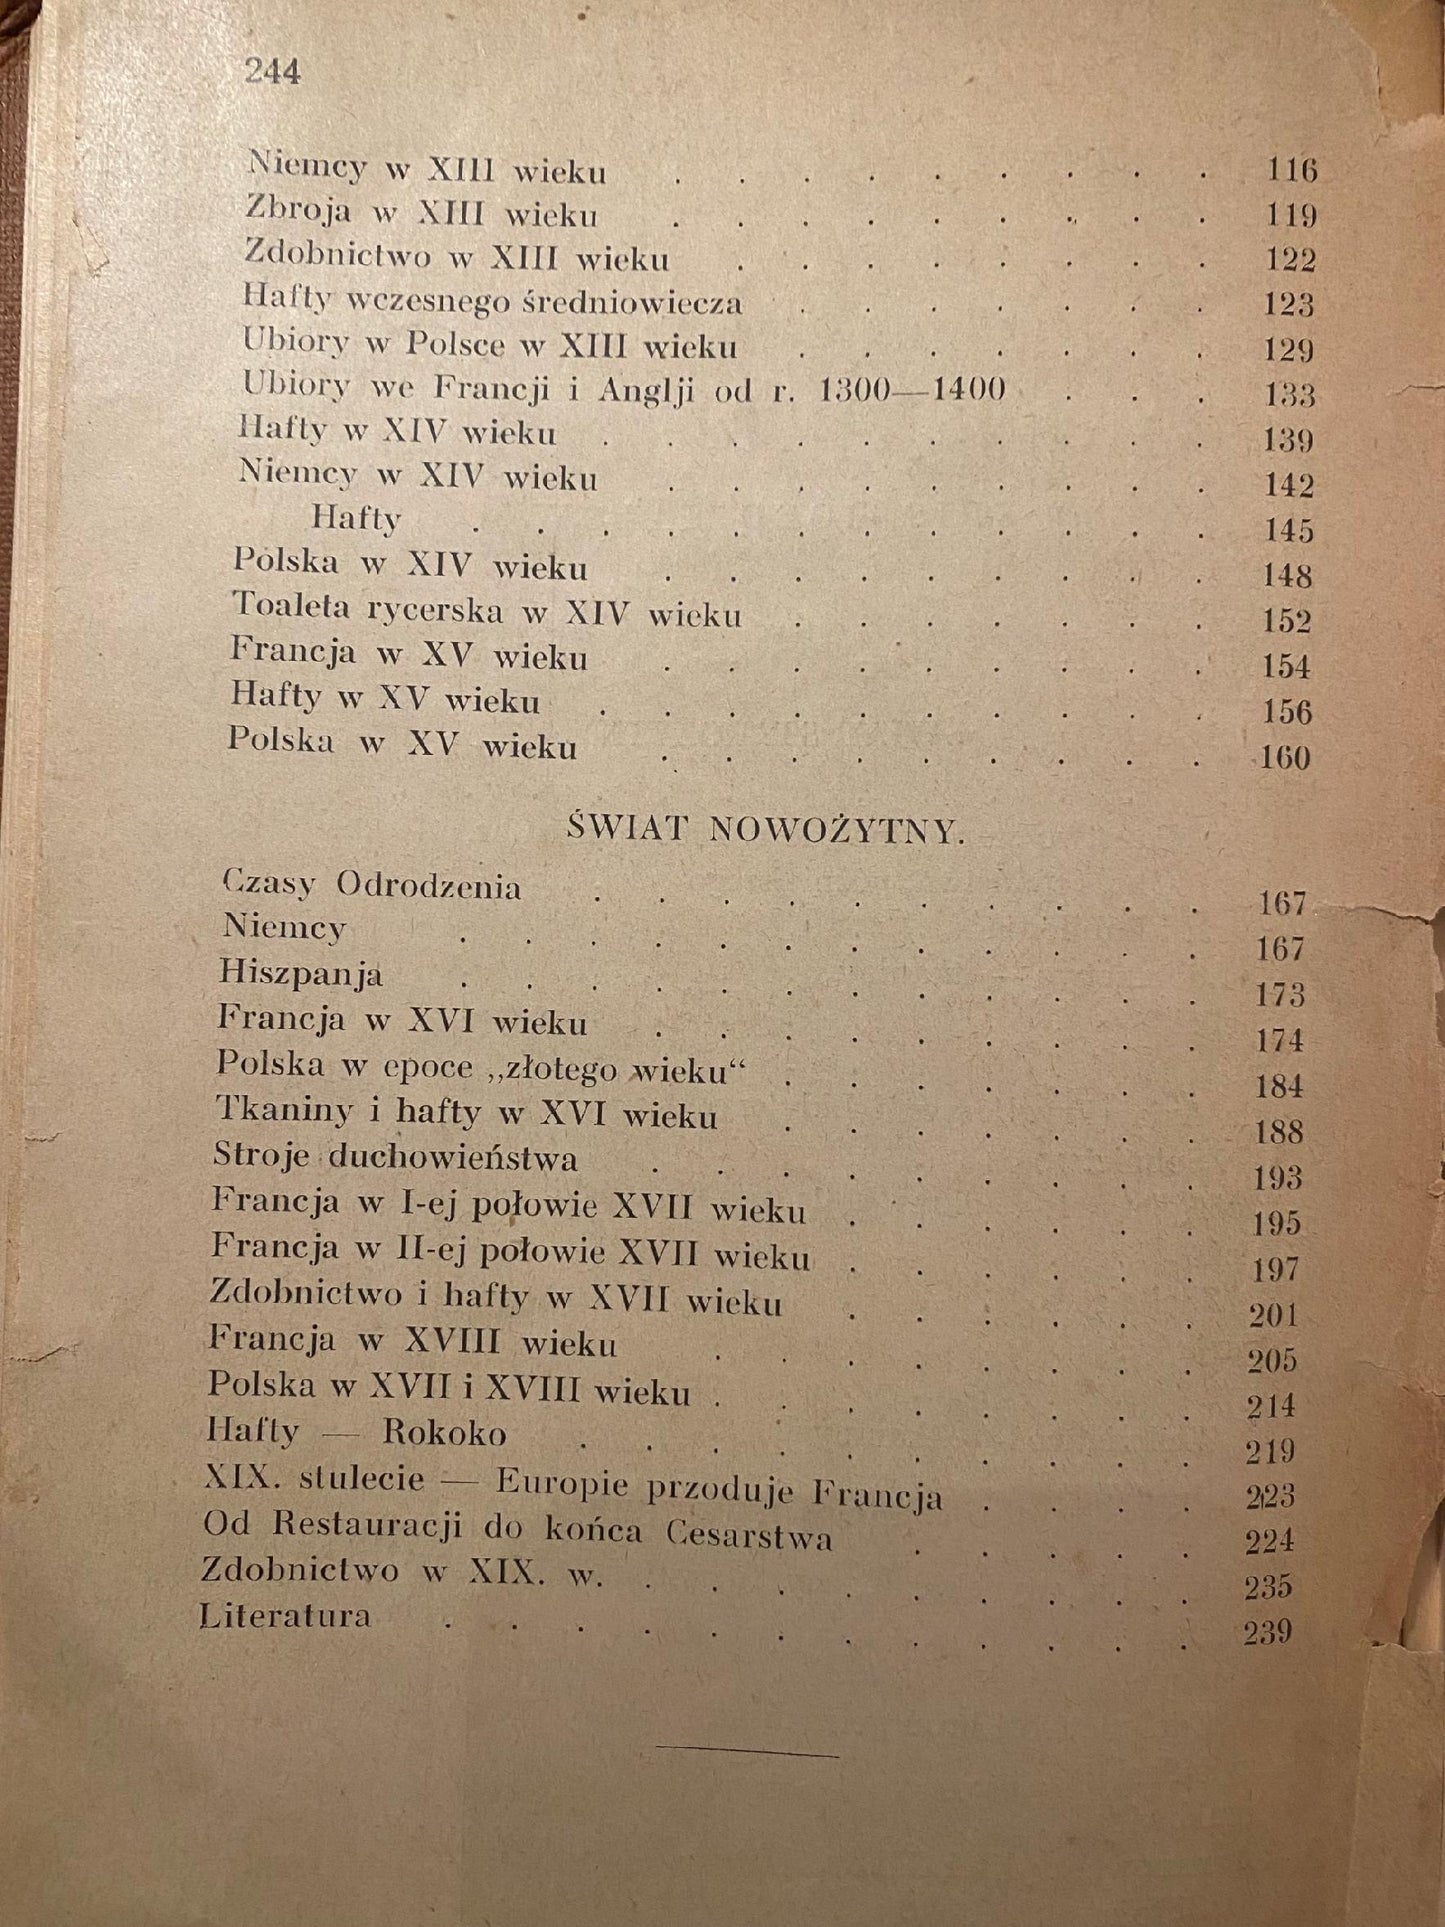 244
Niemcy w XIII wieku . . . . . . . . . 116
Zbroja w XIII wieku . . . . . . . . . 119
Zdobnictwo w XIII wieku . . . . . . . . 122
Hafty wczesnego średniowiecza . . . . . . . 123
Ubiory w Polsce w XIII wieku . . . . . . . 129
Ubiory we Francji i Anglji od r. 1300—1400 . . . 133
Hafty w XIV wieku . . . . . . . . . . 139
Niemcy w XIV wieku . . . . . . . . . 142
Hafty . . . . . . . . . . . . 145
Polska w XIV wieku . . . . . . . . . 148
Toaleta rycerska w XIV wieku . . . . . . . 152
Francja w XV wieku . . . . . . . . . 154
Hafty w XV wieku . . . . . . . . . . 156
Polska w XV wieku . . . . . . . . . 160
ŚWIAT NOWOŻYTNY.
Czasy Odrodzenia . . . . . . . . . . 167
Niemcy . . . . . . . . . . . . 167
Hiszpanja . . . . . . . . . . . . 173
Francja w XVI wieku . . . . . . . . . 174
Polska w epoce „złotego wieku“ . . . . . . . 184
Tkaniny i hafty w XVI wieku . . . . . . . 188
Stroje duchowieństwa . . . . . . . . . 193
Francja w I-ej połowie XVII wieku . . . . . . 195
Francja w II-ej połowie XVII wieku . . . . . . 197
Zdobnictwo i hafty w XVII wieku . . . . . . 201
Francja w XVIII wieku . . . . . . . . 205
Polska w XVII i XVIII wieku . . . . . . . . 214
Hafty — Rokoko . . . . . . . . . . 219
XIX. stulecie — Europie przoduje Francja . . . . 223
Od Restauracji do końca Cesarstwa . . . . . 224
Zdobnictwo w XIX. w. . . . . . . . . . 235
Literatura . . . . . . . . . . . . 239